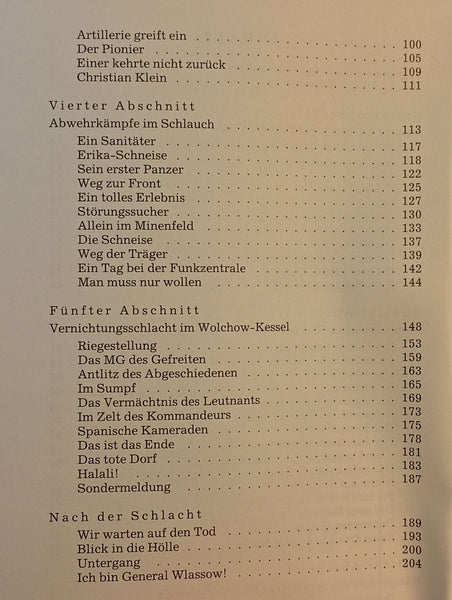 Artillerie greift ein . . . . . . . . . . 100
Der Pionier . . . . . . . . . . 105
Einer kehrte nicht zurück . . . . . . . . . . 109
Christian Klein . . . . . . . . . . 111
Vierter Abschnitt
Abwehrkämpfe im Schlauch . . . . . . . . . . 113
Ein Sanitäter . . . . . . . . . . 117
Erika-Schneise . . . . . . . . . . 118
Sein erster Panzer . . . . . . . . . . 122
Weg zur Front . . . . . . . . . . 125
Ein tolles Erlebnis . . . . . . . . . . 127
Störungssucher . . . . . . . . . . 130
Allein im Minenfeld . . . . . . . . . . 133
Die Schneise . . . . . . . . . . 137
Weg der Träger . . . . . . . . . . 139
Ein Tag bei der Funkzentrale . . . . . . . . . . 142
Man muss nur wollen . . . . . . . . . . 144
Fünfter Abschnitt
Vernichtungsschlacht im Wolchow-Kessel . . . . . . . . . . 148
Riegestellung . . . . . . . . . . 153
Das MG des Gefreiten . . . . . . . . . . 159
Antlitz des Abgeschiedenen . . . . . . . . . . 163
Im Sumpf . . . . . . . . . . 165
Das Vermächtnis des Leutnants . . . . . . . . . . 169
Im Zelt des Kommandeurs . . . . . . . . . . 173
Spanische Kameraden . . . . . . . . . . 175
Das ist das Ende . . . . . . . . . . 178
Das tote Dorf . . . . . . . . . . 181
Halali! . . . . . . . . . . 183
Sondermeldung . . . . . . . . . . 187
Nach der Schlacht
Wir warten auf den Tod . . . . . . . . . . 189
Blick in die Hölle . . . . . . . . . . 193
Untergang . . . . . . . . . . 200
Ich bin General Wlassow! . . . . . . . . . . 204